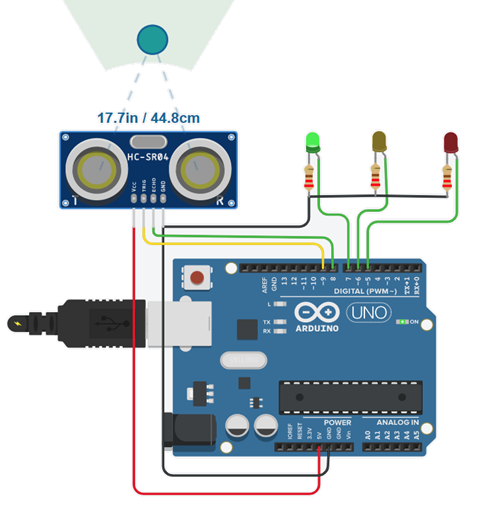 17.7in / 44.8cm
HC-SR04
VCC
TRIG
ECHO
GND
T
R
AREF
GND
13
12
~11
~10
~9
8
7
~6
~5
4
~3
2
TX→1
RX←0
DIGITAL (PWM~)
L
TX
RX
ARDUINO
UNO
ON
POWER
ANALOG IN
IOREF
RESET
3.3V
5V
GND
GND
Vin
A0
A1
A2
A3
A4
A5